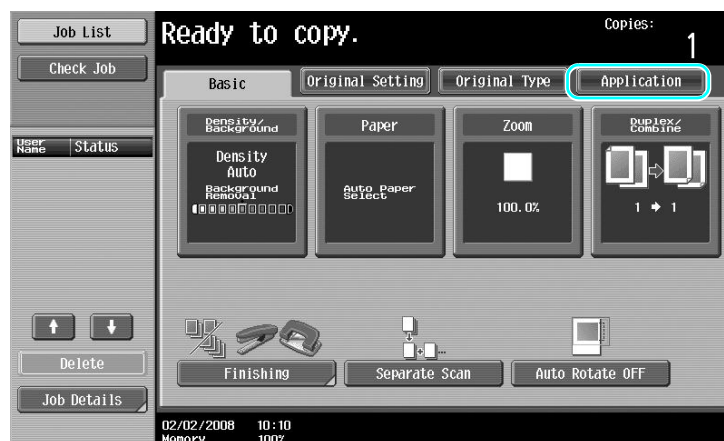 Job List
Check Job
User Name
Status
Delete
Job Details
Ready to copy.
Copies:
1
Basic
Original Setting
Original Type
Application
Density/
Background
Density
Auto
Background
Removal
Paper
Auto Paper
Select
Zoom
100.0%
Duplex/
Combine
1 → 1
Finishing
Separate Scan
Auto Rotate OFF
02/02/2008 10:10
Memory 100%